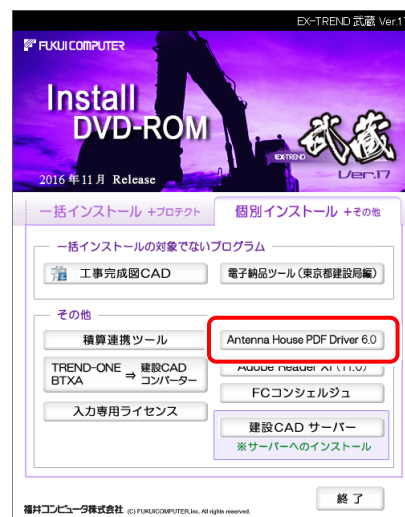 EX-TREND 武蔵 Ver.17
FUKUI COMPUTER
Install
DVD-ROM
EX-TREND 武蔵
Ver.17
2016年11月 Release
一括インストール +プロテクト
個別インストール +その他
一括インストールの対象でないプログラム
工事完成図CAD
電子納品ツール(東京都建設局編)
その他
積算連携ツール
Antenna House PDF Driver 6.0
TREND-ONE ⇒ 建設CAD
BTXA コンバーター
Adobe Reader XI (11.0)
FCコンシェルジュ
入力専用ライセンス
建設CAD サーバー
※サーバーへのインストール
終了
福井コンピュータ株式会社 (C) FUKUICOMPUTER,Inc. All rights reserved.